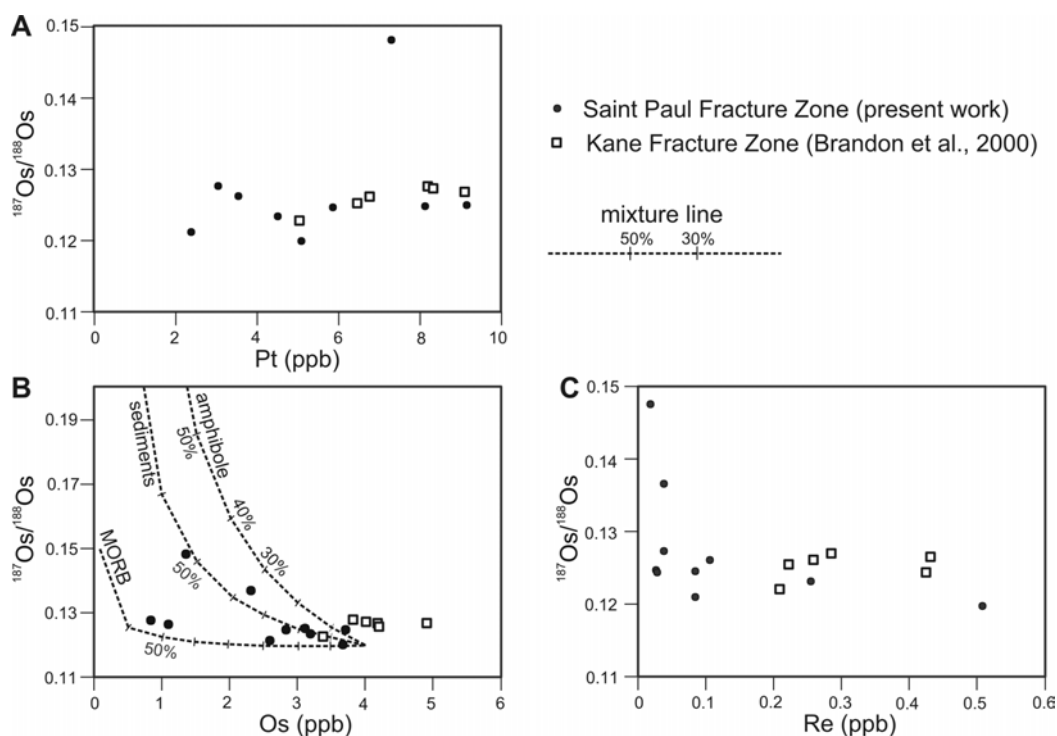 A
0.15
0.14
0.13
0.12
0.11
187Os/188Os
0 2 4 6 8 10
Pt (ppb)
Saint Paul Fracture Zone (present work)
Kane Fracture Zone (Brandon et al., 2000)
mixture line
50% 30%
B
0.19
0.17
0.15
0.13
0.11
187Os/188Os
sediments
amphibole
MORB
50%
40%
30%
50%
50%
0 1 2 3 4 5 6
Os (ppb)
C
0.15
0.14
0.13
0.12
0.11
187Os/188Os
0 0.1 0.2 0.3 0.4 0.5 0.6
Re (ppb)